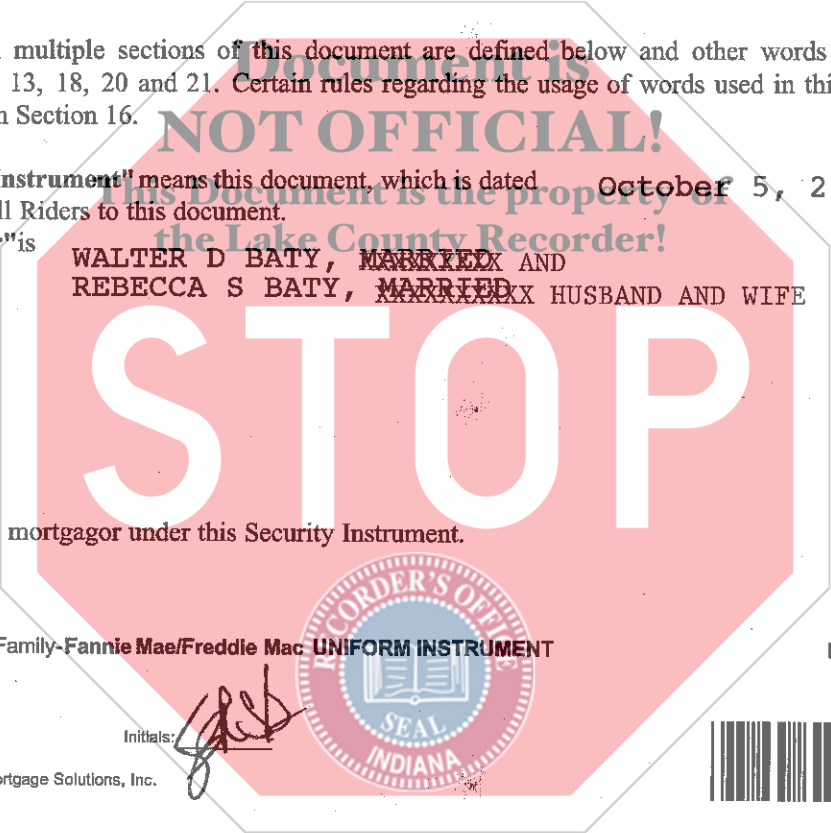 multiple sections of this document are defined below and other words
13, 18, 20 and 21. Certain rules regarding the usage of words used in thi
n Section 16.
Document is
NOT OFFICIAL!
This Document is the property of
the Lake County Recorder!
Instrument" means this document, which is dated October 5, 2
ll Riders to this document.
"is
WALTER D BATY, MARRIED XXXXXXXXX AND
REBECCA S BATY, MARRIED XXXXXXXXXX HUSBAND AND WIFE
STOP
mortgagor under this Security Instrument.
Family-Fannie Mae/Freddie Mac UNIFORM INSTRUMENT
RECORDER'S OFFICE
SEAL
INDIANA
Initials:
ortgage Solutions, Inc.